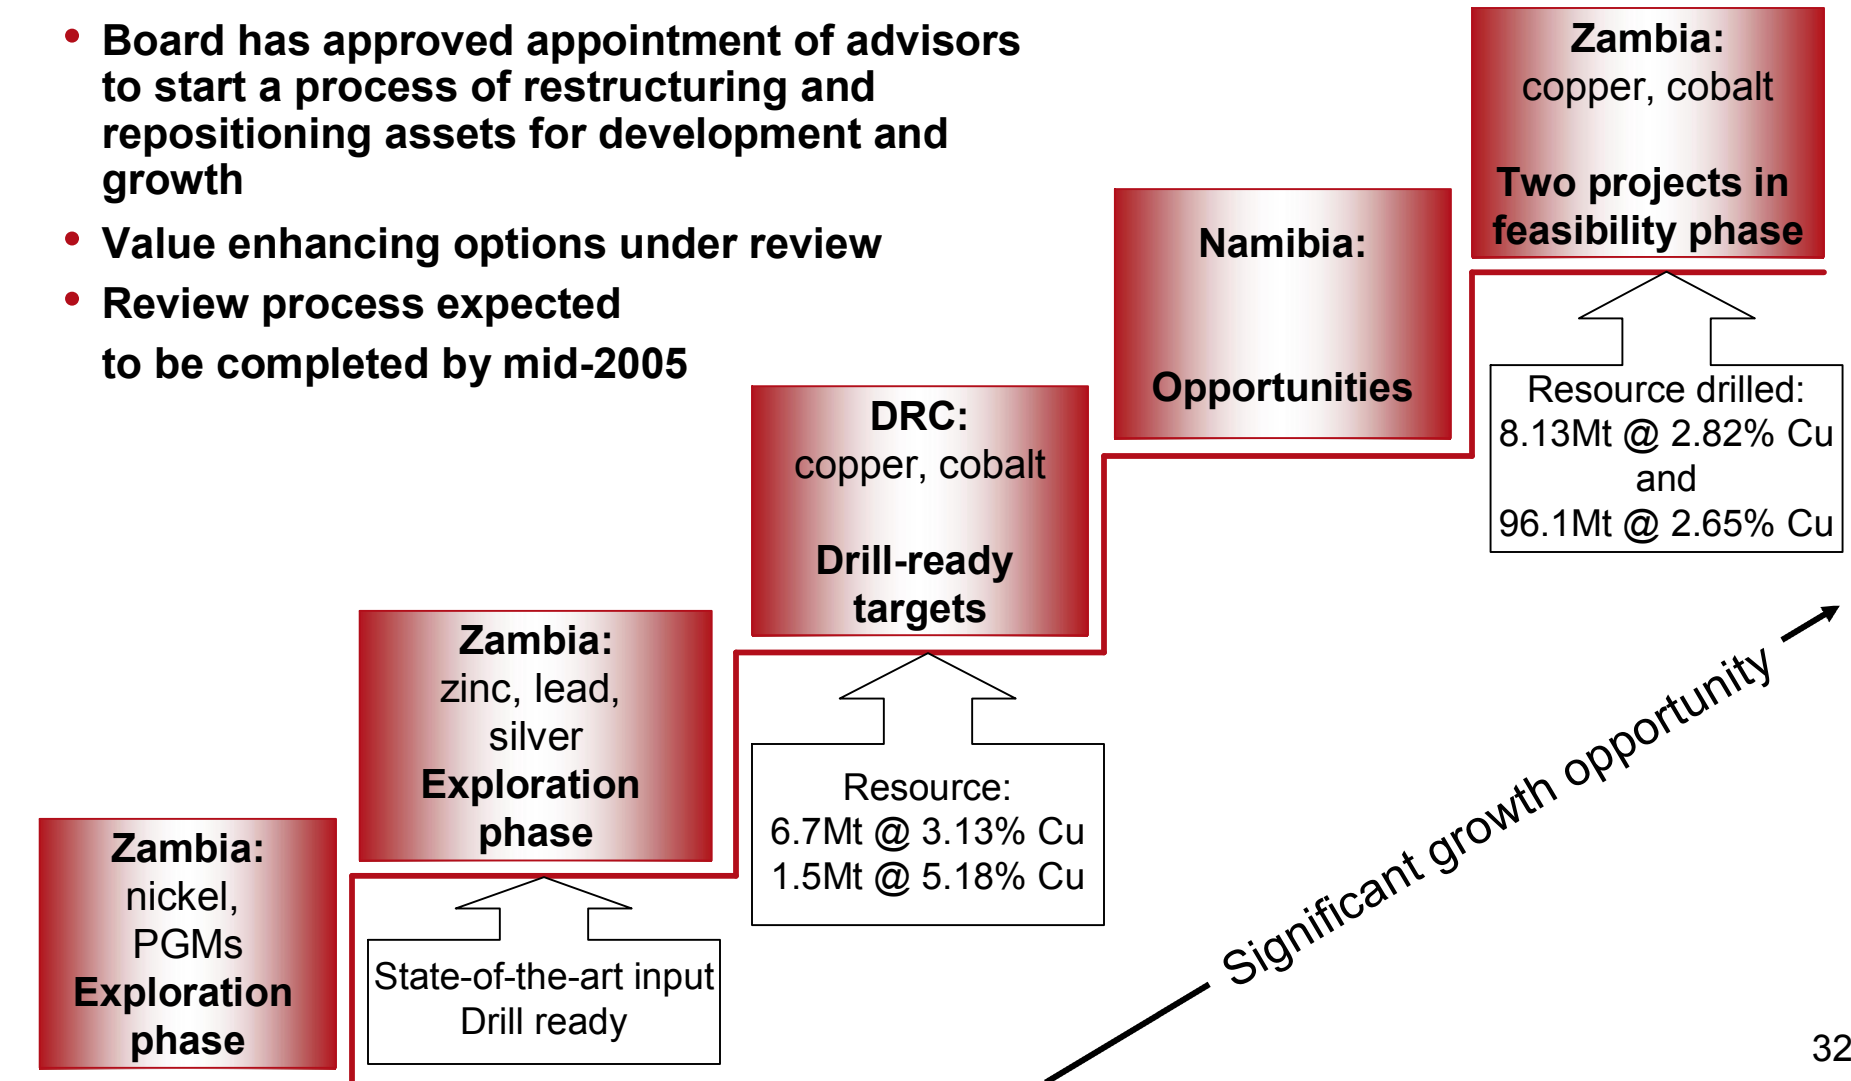 • Board has approved appointment of advisors
to start a process of restructuring and
repositioning assets for development and
growth
• Value enhancing options under review
• Review process expected
to be completed by mid-2005
Zambia:
copper, cobalt
Two projects in
feasibility phase
Resource drilled:
8.13Mt @ 2.82% Cu
and
96.1Mt @ 2.65% Cu
Namibia:
Opportunities
DRC:
copper, cobalt
Drill-ready
targets
Resource:
6.7Mt @ 3.13% Cu
1.5Mt @ 5.18% Cu
Zambia:
zinc, lead,
silver
Exploration
phase
State-of-the-art input
Drill ready
Zambia:
nickel,
PGMs
Exploration
phase
Significant growth opportunity
32